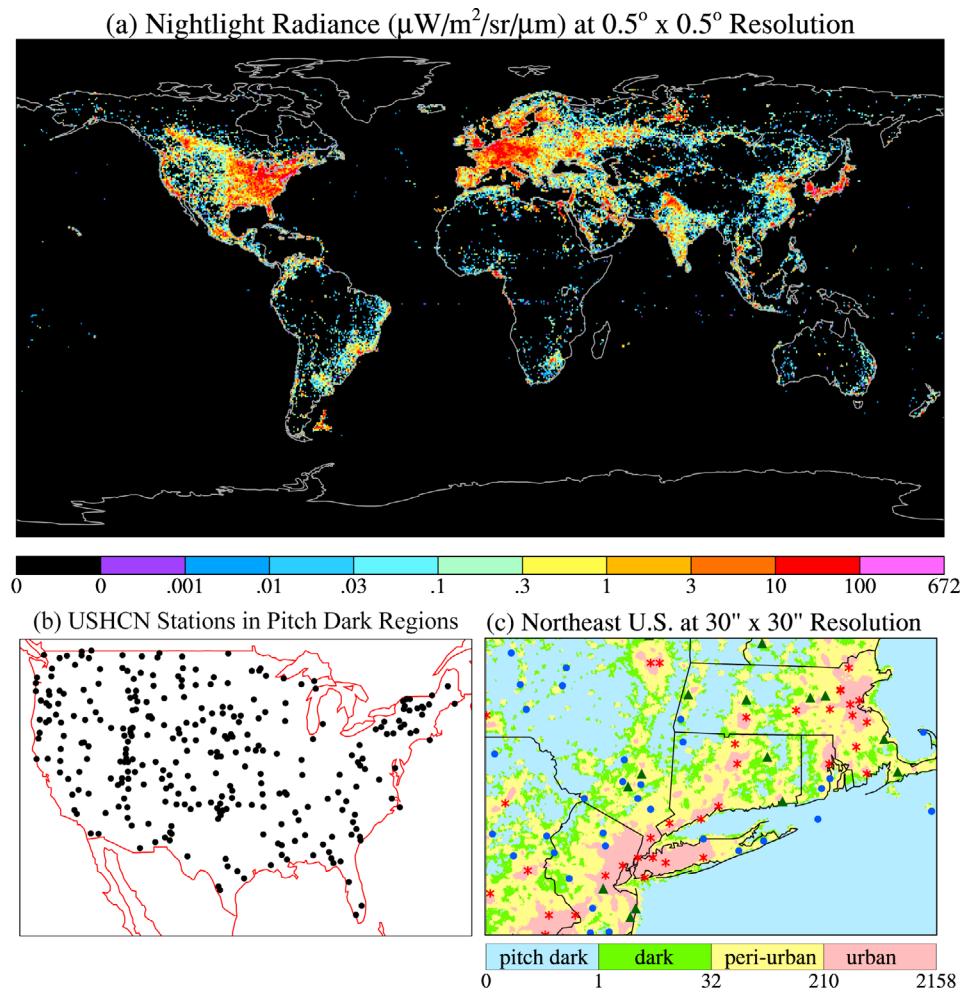 (a) Nightlight Radiance (μW/m²/sr/μm) at 0.5° x 0.5° Resolution
0 0 .001 .01 .03 .1 .3 1 3 10 100 672
(b) USHCN Stations in Pitch Dark Regions
(c) Northeast U.S. at 30" x 30" Resolution
pitch dark dark peri-urban urban
0 1 32 210 2158